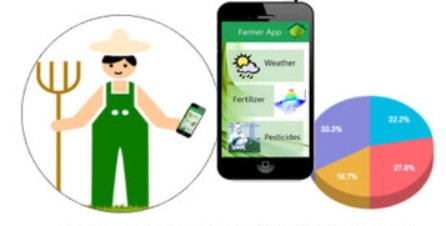 Farmer App
Weather
Fertilizer
Pesticides
33.3%
22.2%
16.7%
27.8%